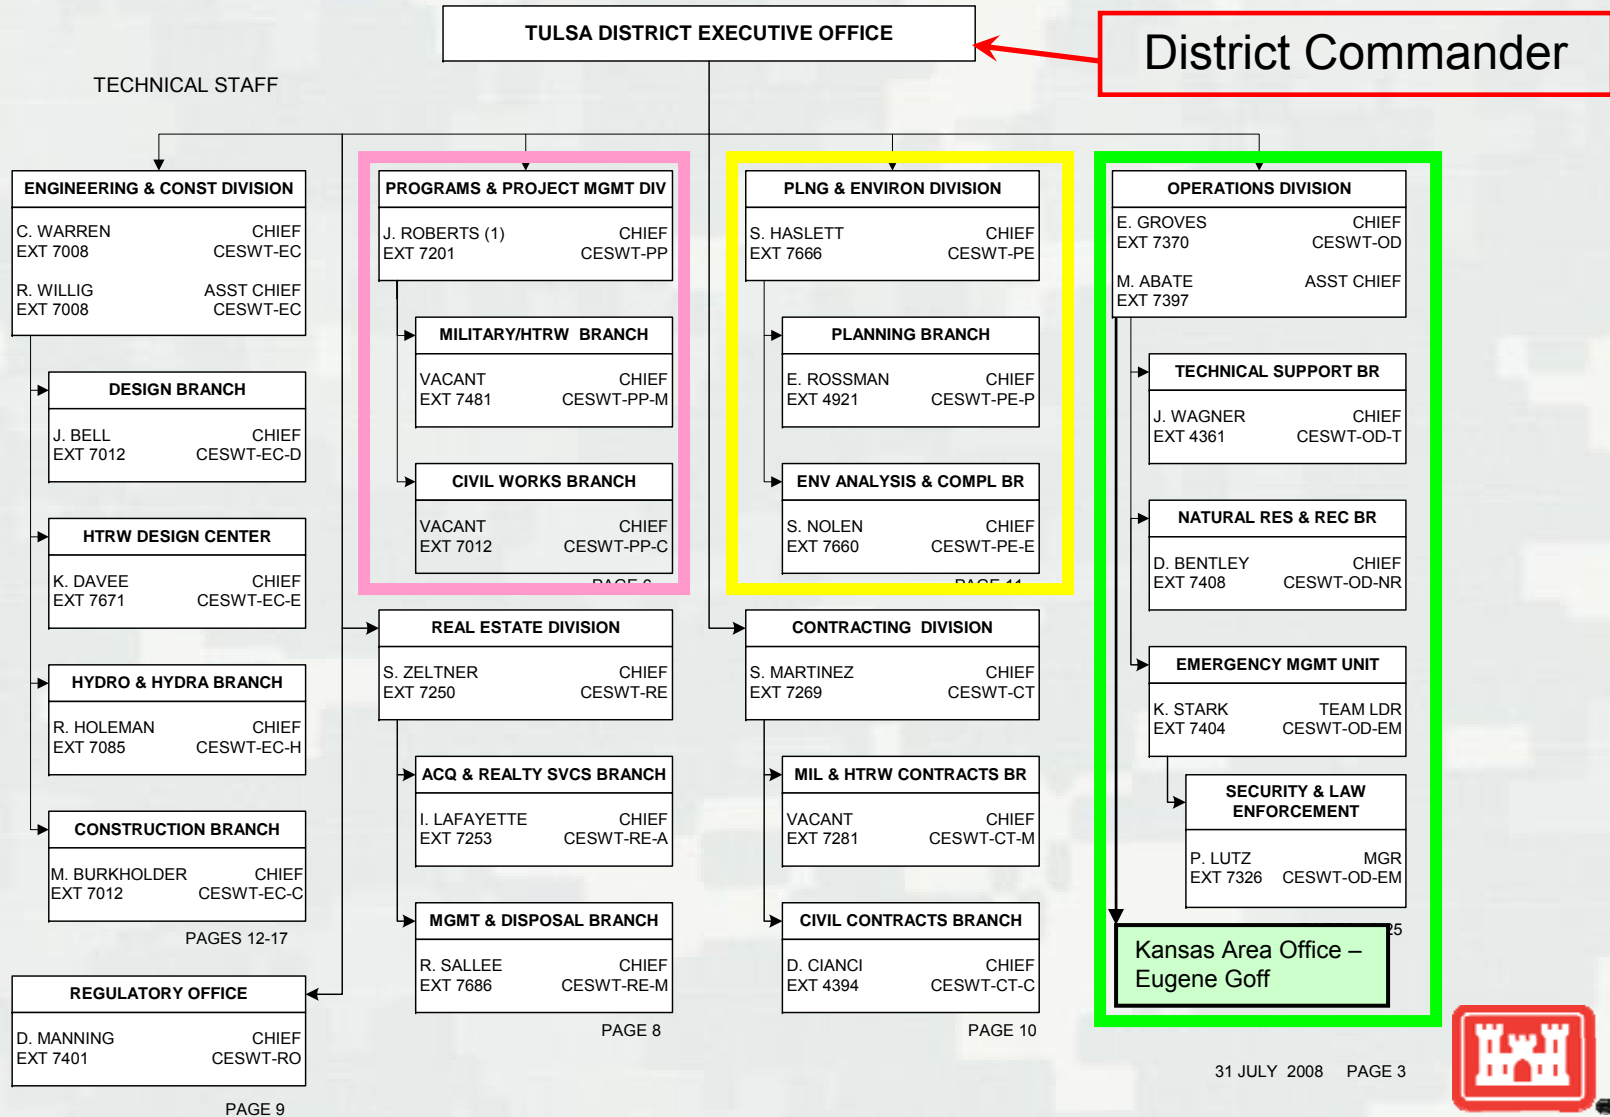 TULSA DISTRICT EXECUTIVE OFFICE
District Commander
TECHNICAL STAFF
ENGINEERING & CONST DIVISION
C. WARREN CHIEF
EXT 7008 CESWT-EC
R. WILLIG ASST CHIEF
EXT 7008 CESWT-EC
DESIGN BRANCH
J. BELL CHIEF
EXT 7012 CESWT-EC-D
HTRW DESIGN CENTER
K. DAVEE CHIEF
EXT 7671 CESWT-EC-E
HYDRO & HYDRA BRANCH
R. HOLEMAN CHIEF
EXT 7085 CESWT-EC-H
CONSTRUCTION BRANCH
M. BURKHOLDER CHIEF
EXT 7012 CESWT-EC-C
PAGES 12-17
REGULATORY OFFICE
D. MANNING CHIEF
EXT 7401 CESWT-RO
PAGE 9
PROGRAMS & PROJECT MGMT DIV
J. ROBERTS (1) CHIEF
EXT 7201 CESWT-PP
MILITARY/HTRW BRANCH
VACANT CHIEF
EXT 7481 CESWT-PP-M
CIVIL WORKS BRANCH
VACANT CHIEF
EXT 7012 CESWT-PP-C
PAGE
REAL ESTATE DIVISION
S. ZELTNER CHIEF
EXT 7250 CESWT-RE
ACQ & REALTY SVCS BRANCH
I. LAFAYETTE CHIEF
EXT 7253 CESWT-RE-A
MGMT & DISPOSAL BRANCH
R. SALLEE CHIEF
EXT 7686 CESWT-RE-M
PAGE 8
PLNG & ENVIRON DIVISION
S. HASLETT CHIEF
EXT 7666 CESWT-PE
PLANNING BRANCH
E. ROSSMAN CHIEF
EXT 4921 CESWT-PE-P
ENV ANALYSIS & COMPL BR
S. NOLEN CHIEF
EXT 7660 CESWT-PE-E
PAGE 11
CONTRACTING DIVISION
S. MARTINEZ CHIEF
EXT 7269 CESWT-CT
MIL & HTRW CONTRACTS BR
VACANT CHIEF
EXT 7281 CESWT-CT-M
CIVIL CONTRACTS BRANCH
D. CIANCI CHIEF
EXT 4394 CESWT-CT-C
PAGE 10
OPERATIONS DIVISION
E. GROVES CHIEF
EXT 7370 CESWT-OD
M. ABATE ASST CHIEF
EXT 7397
TECHNICAL SUPPORT BR
J. WAGNER CHIEF
EXT 4361 CESWT-OD-T
NATURAL RES & REC BR
D. BENTLEY CHIEF
EXT 7408 CESWT-OD-NR
EMERGENCY MGMT UNIT
K. STARK TEAM LDR
EXT 7404 CESWT-OD-EM
SECURITY & LAW
ENFORCEMENT
P. LUTZ MGR
EXT 7326 CESWT-OD-EM
25
Kansas Area Office –
Eugene Goff
31 JULY 2008 PAGE 3